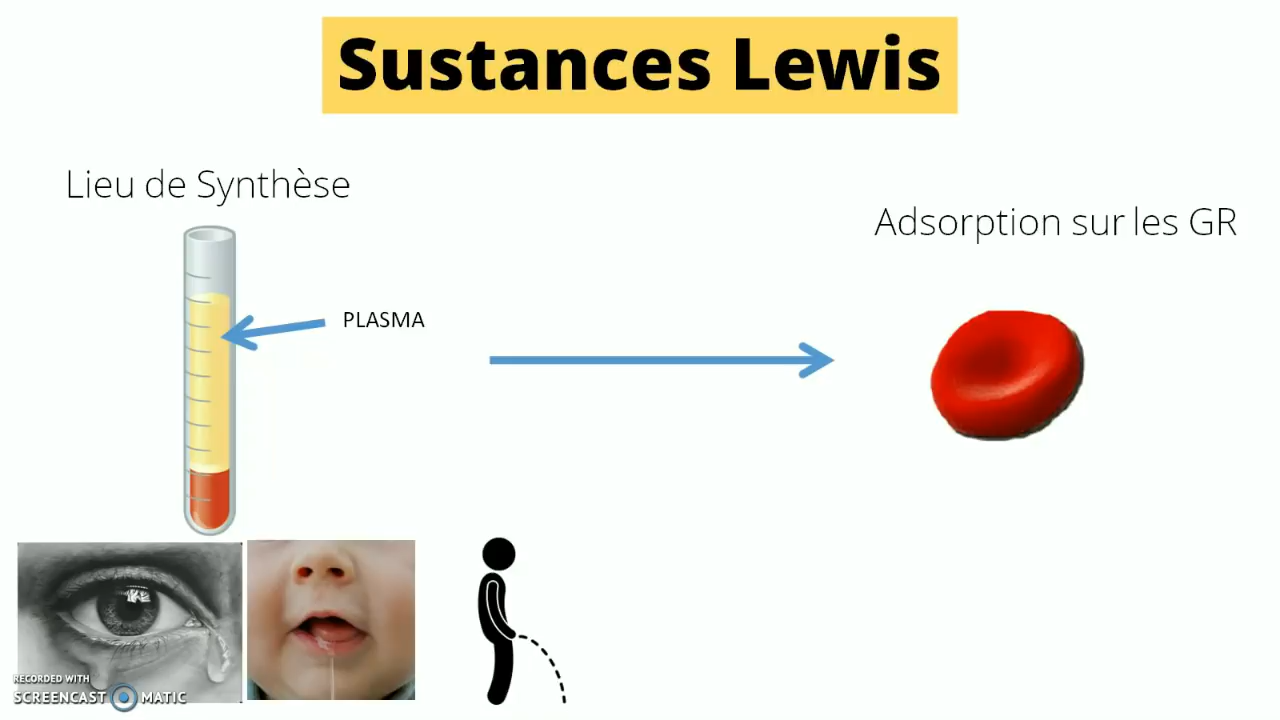 Sustances Lewis
Lieu de Synthèse
Adsorption sur les GR
PLASMA
RECORDED WITH
SCREENCAST MATIC